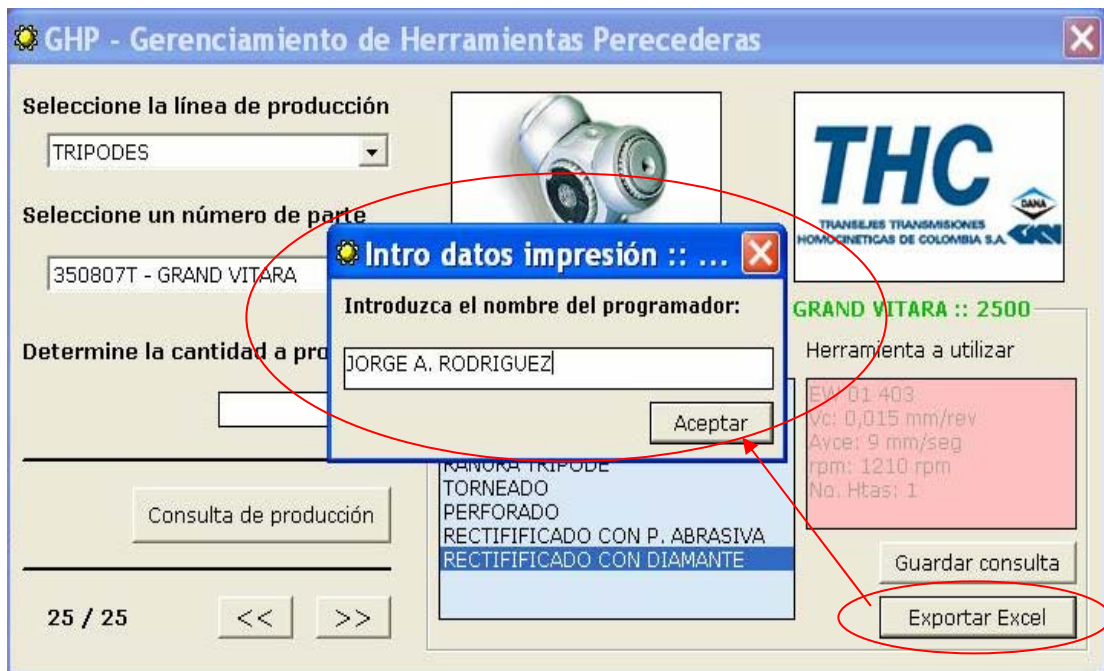 GHP - Gerenciamiento de Herramientas Perecederas
Seleccione la línea de producción
TRIPODES
Seleccione un número de parte
350807T - GRAND VITARA
Determine la cantidad a pro
Consulta de producción
25 / 25
<<
>>
THC
DANA
GKN
TRANSEJES TRANSMISIONES
HOMOCINETICAS DE COLOMBIA S.A.
Intro datos impresión :: ...
Introduzca el nombre del programador:
JORGE A. RODRIGUEZ
Aceptar
GRAND VITARA :: 2500
RANURA TRIPODE
TORNEADO
PERFORADO
RECTIFIFICADO CON P. ABRASIVA
RECTIFIFICADO CON DIAMANTE
Herramienta a utilizar
EW 01 403
Vc: 0,015 mm/rev
Avce: 9 mm/seg
rpm: 1210 rpm
No. Htas: 1
Guardar consulta
Exportar Excel